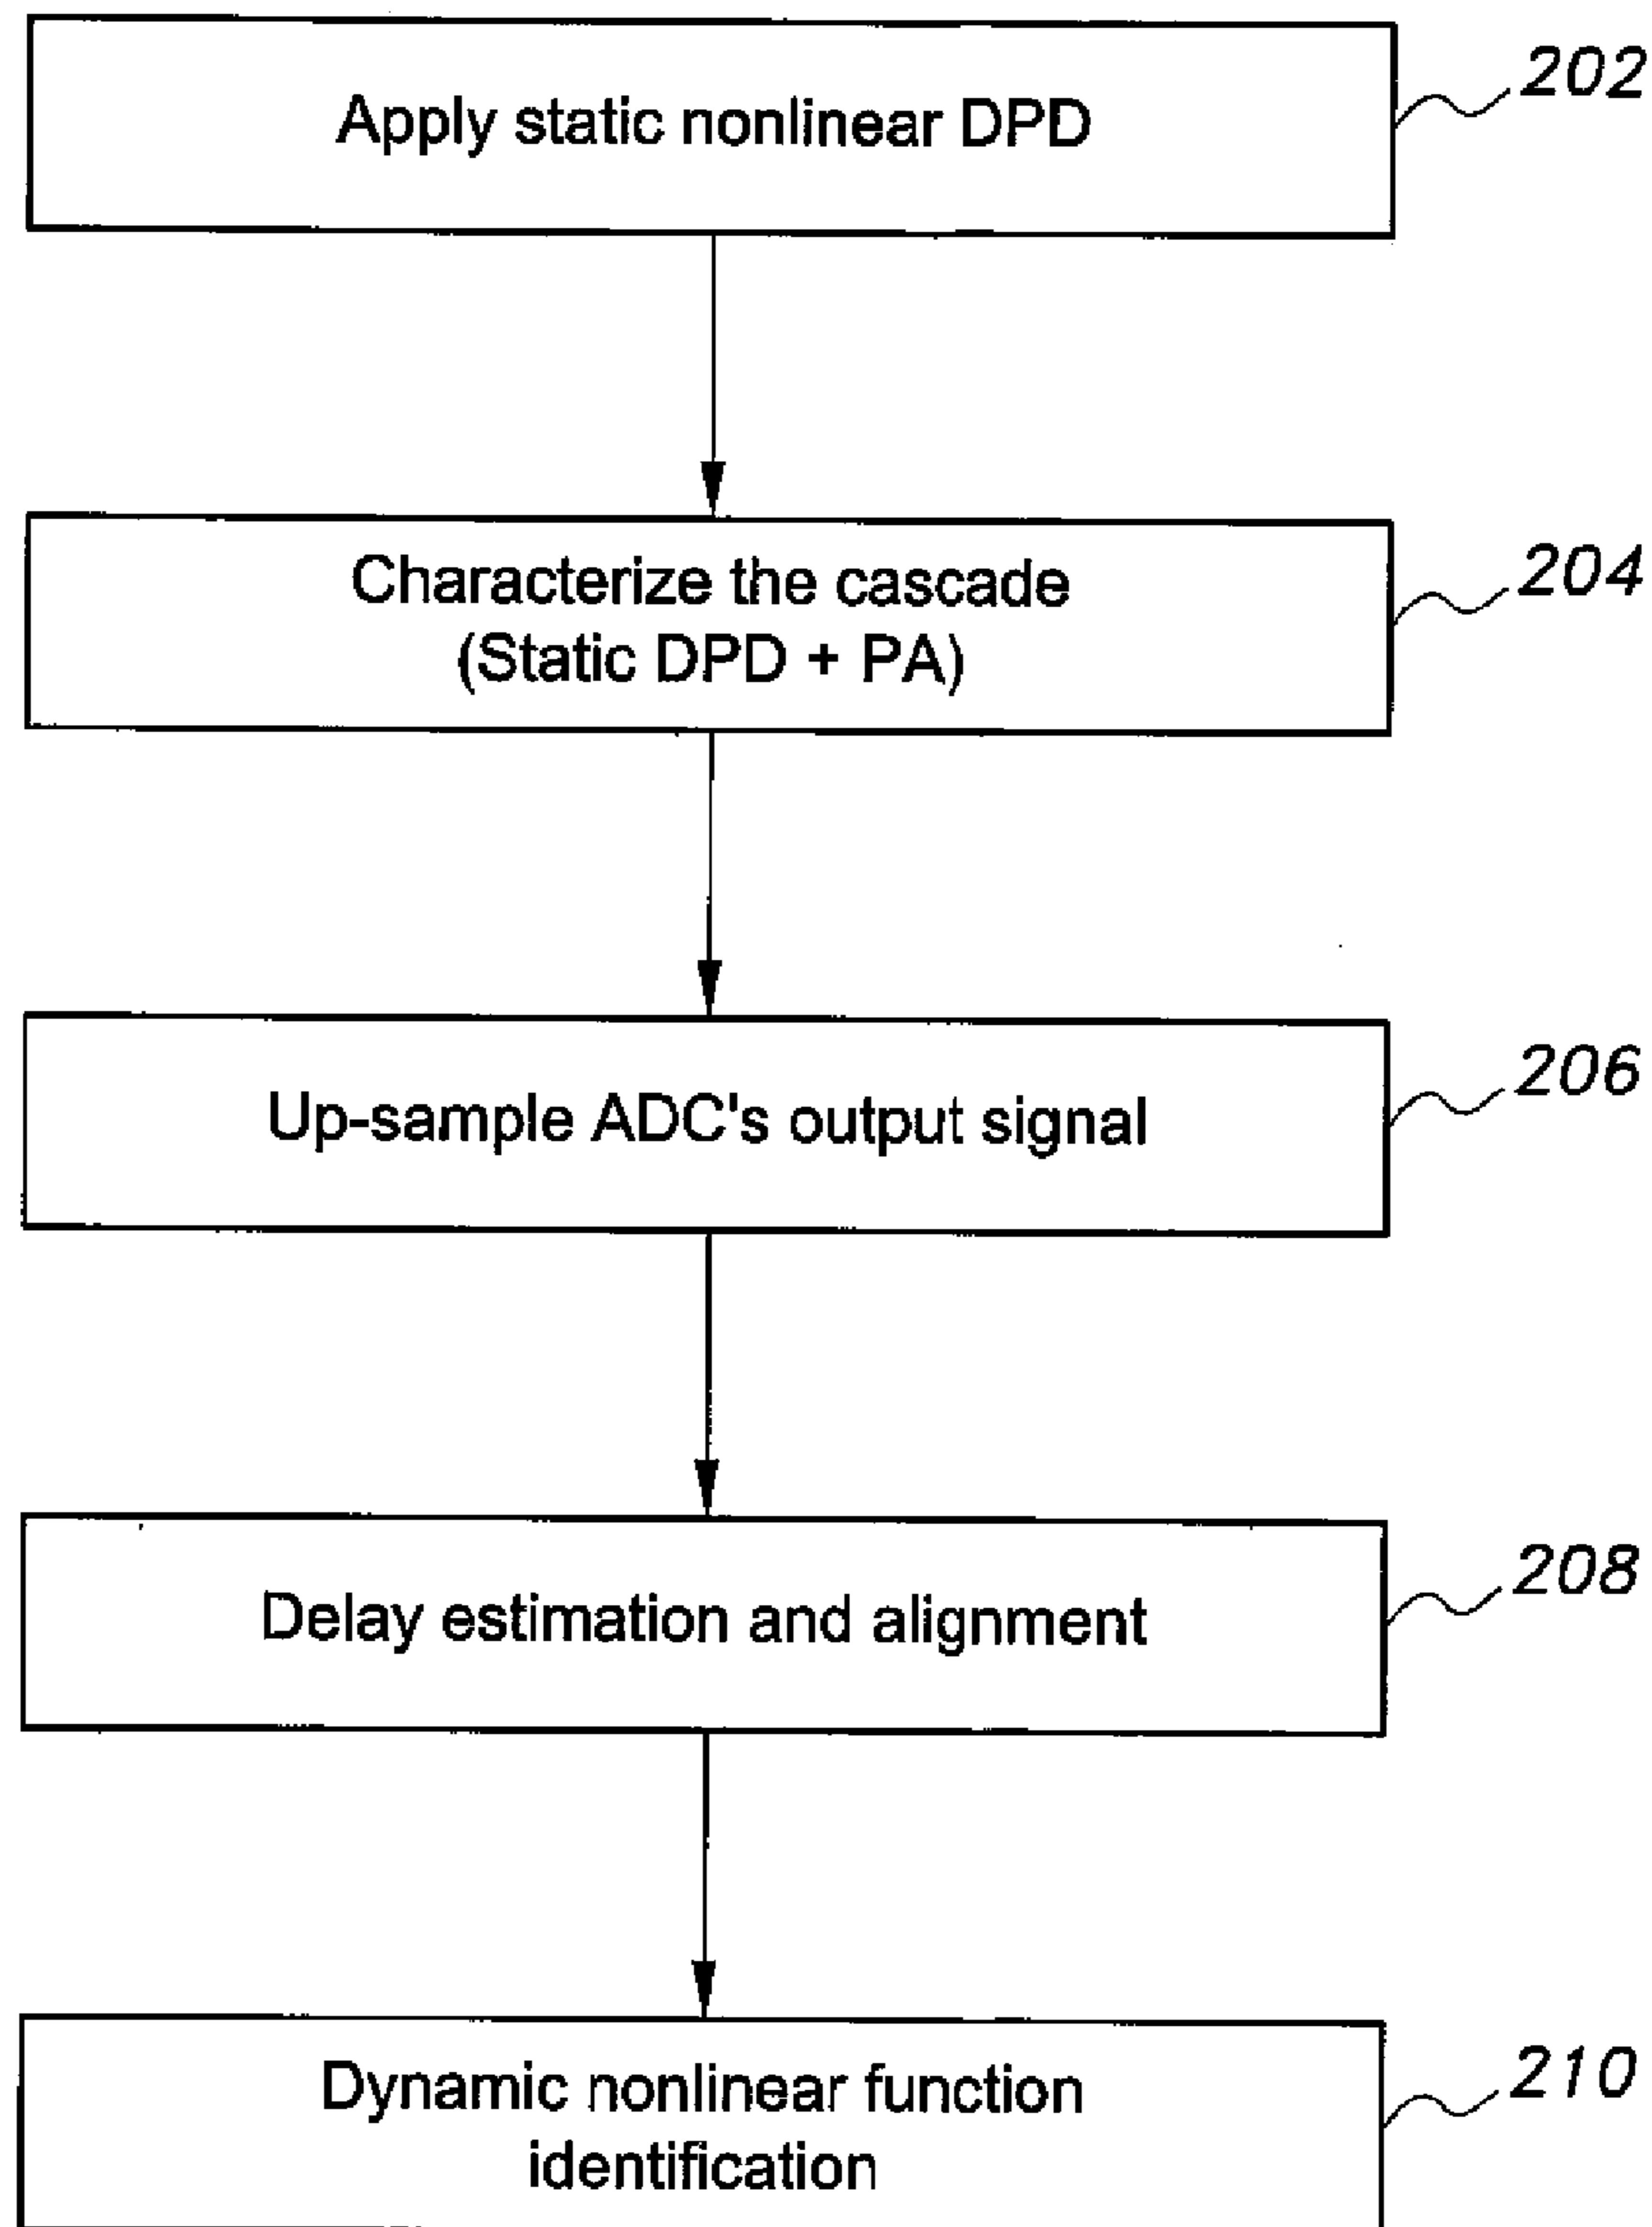 Apply static nonlinear DPD
202
Characterize the cascade
(Static DPD + PA)
204
Up-sample ADC's output signal
206
Delay estimation and alignment
208
Dynamic nonlinear function
identification
210